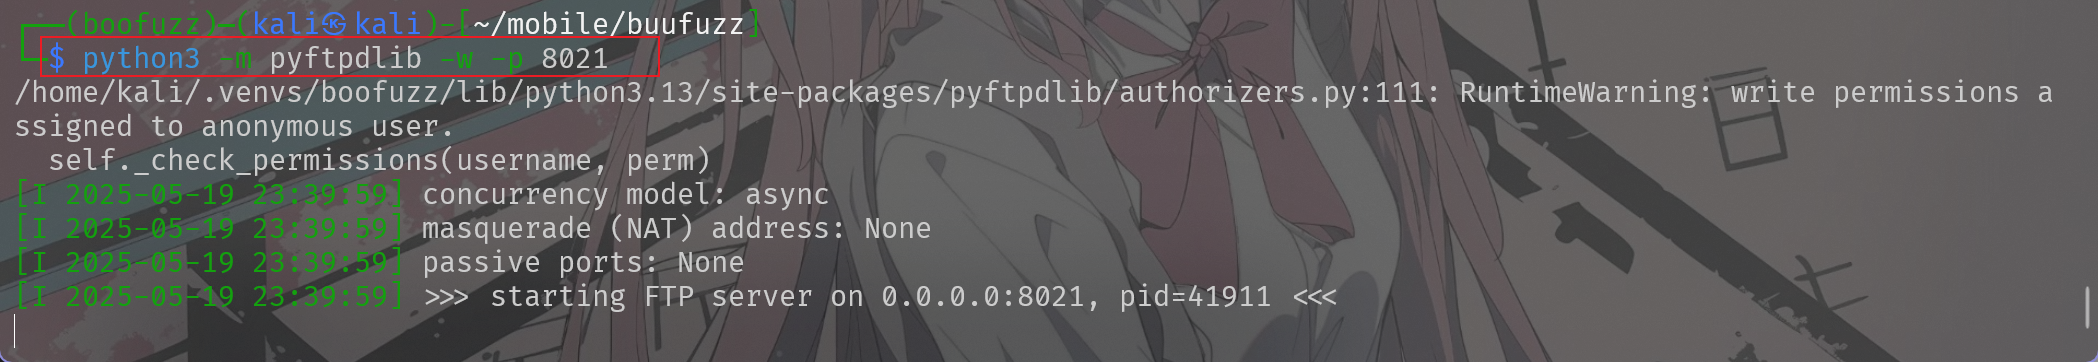 ┌──(boofuzz)─(kali㉿kali)-[~/mobile/buufuzz]
└─$ python3 -m pyftpdlib -w -p 8021
/home/kali/.venvs/boofuzz/lib/python3.13/site-packages/pyftpdlib/authorizers.py:111: RuntimeWarning: write permissions a
ssigned to anonymous user.
  self._check_permissions(username, perm)
[I 2025-05-19 23:39:59] concurrency model: async
[I 2025-05-19 23:39:59] masquerade (NAT) address: None
[I 2025-05-19 23:39:59] passive ports: None
[I 2025-05-19 23:39:59] >>> starting FTP server on 0.0.0.0:8021, pid=41911 <<<